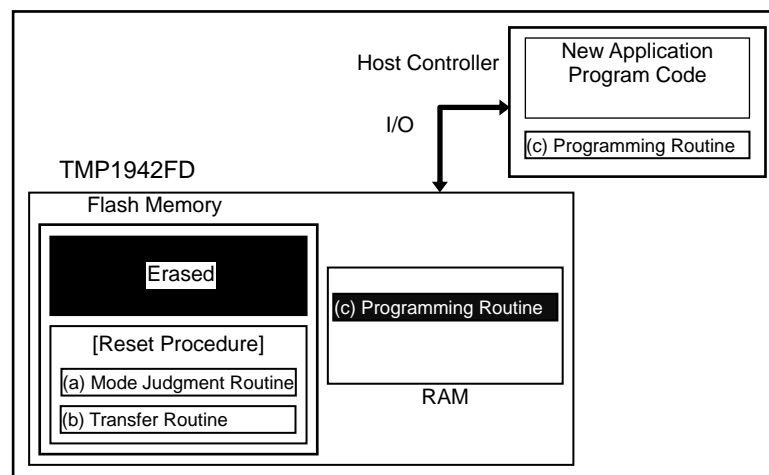 Host Controller
New Application
Program Code
(c) Programming Routine
I/O
TMP1942FD
Flash Memory
Erased
[Reset Procedure]
(a) Mode Judgment Routine
(b) Transfer Routine
(c) Programming Routine
RAM